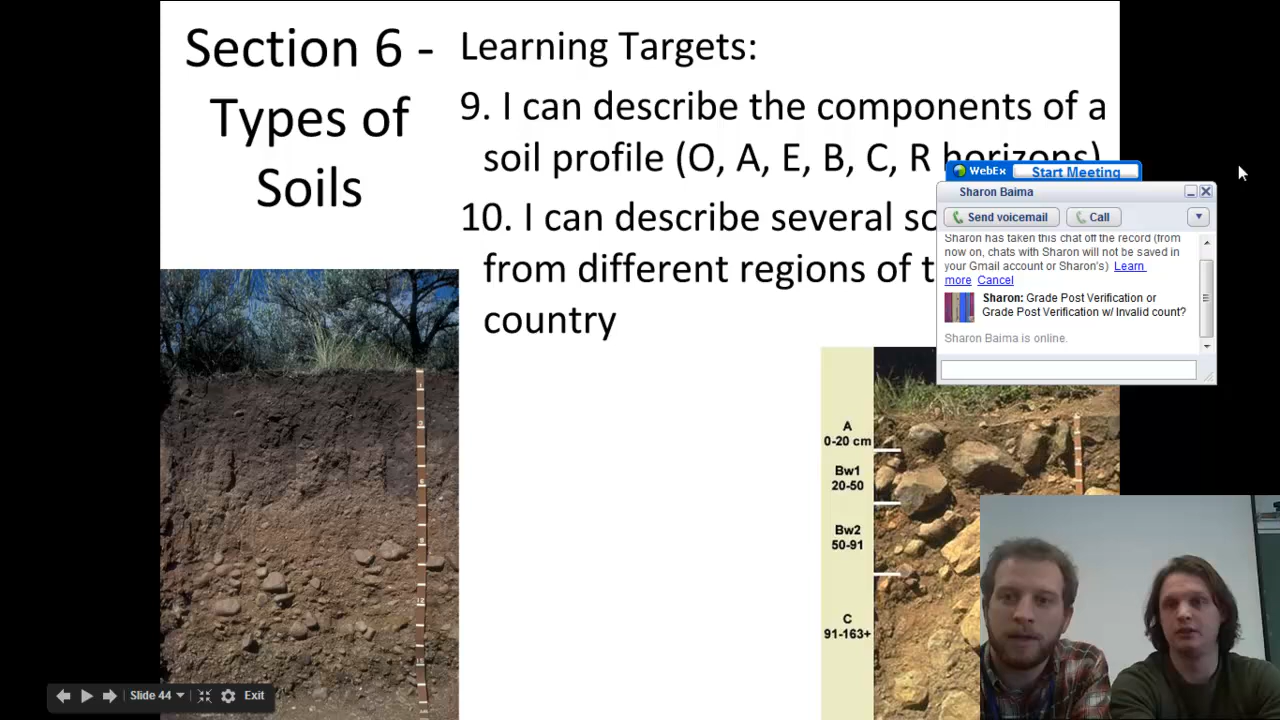 Section 6 -
Types of
Soils
Learning Targets:
9. I can describe the components of a
soil profile (O, A, E, B, C, R horizons)
10. I can describe several so
from different regions of t
country
WebEx
Start Meeting
Sharon Baima
Send voicemail
Call
Sharon has taken this chat off the record (from
now on, chats with Sharon will not be saved in
your Gmail account or Sharon's) Learn
more Cancel
Sharon: Grade Post Verification or
Grade Post Verification w/ Invalid count?
Sharon Baima is online.
A
0-20 cm
Bw1
20-50
Bw2
50-91
C
91-163+
Slide 44
Exit